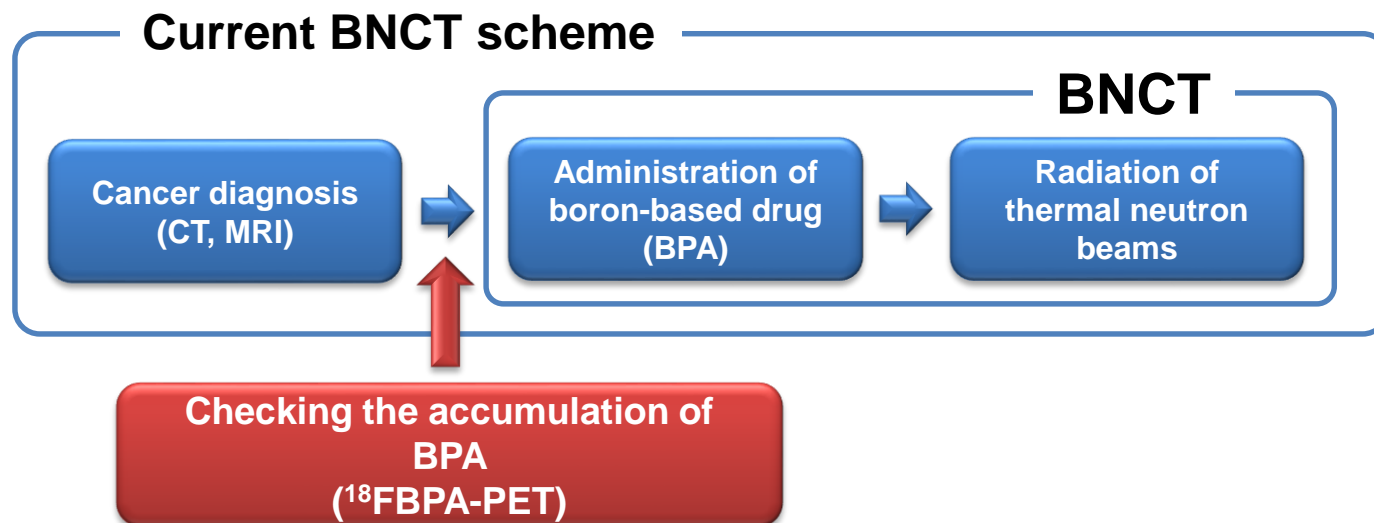 Current BNCT scheme
BNCT
Cancer diagnosis
(CT, MRI)
Administration of
boron-based drug
(BPA)
Radiation of
thermal neutron
beams
Checking the accumulation of
BPA
(¹⁸FBPA-PET)